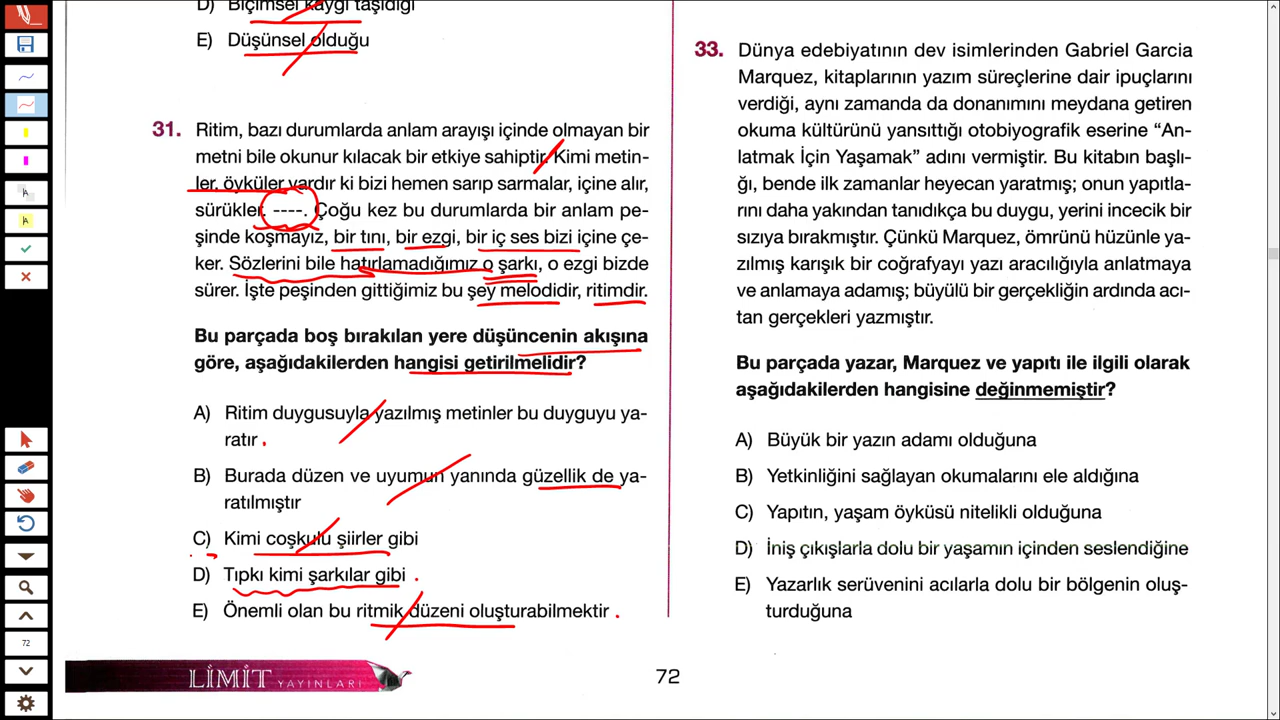 D) Biçimsel kaygı taşıdığı
E) Düşünsel olduğu
31. Ritim, bazı durumlarda anlam arayışı içinde olmayan bir
metni bile okunur kılacak bir etkiye sahiptir. Kimi metin-
ler, öyküler vardır ki bizi hemen sarıp sarmalar, içine alır,
sürükler. ----. Çoğu kez bu durumlarda bir anlam pe-
şinde koşmayız, bir tını, bir ezgi, bir iç ses bizi içine çe-
ker. Sözlerini bile hatırlamadığımız o şarkı, o ezgi bizde
sürer. İşte peşinden gittiğimiz bu şey melodidir, ritimdir.
Bu parçada boş bırakılan yere düşüncenin akışına
göre, aşağıdakilerden hangisi getirilmelidir?
A) Ritim duygusuyla yazılmış metinler bu duyguyu ya-
ratır
B) Burada düzen ve uyumun yanında güzellik de ya-
ratılmıştır
C) Kimi coşkulu şiirler gibi
D) Tıpkı kimi şarkılar gibi
E) Önemli olan bu ritmik düzeni oluşturabilmektir
33. Dünya edebiyatının dev isimlerinden Gabriel Garcia
Marquez, kitaplarının yazım süreçlerine dair ipuçlarını
verdiği, aynı zamanda da donanımını meydana getiren
okuma kültürünü yansıttığı otobiyografik eserine “An-
latmak İçin Yaşamak” adını vermiştir. Bu kitabın başlı-
ğı, bende ilk zamanlar heyecan yaratmış; onun yapıtla-
rını daha yakından tanıdıkça bu duygu, yerini incecik bir
sızıya bırakmıştır. Çünkü Marquez, ömrünü hüzünle ya-
zılmış karışık bir coğrafyayı yazı aracılığıyla anlatmaya
ve anlamaya adamış; büyülü bir gerçekliğin ardında acı-
tan gerçekleri yazmıştır.
Bu parçada yazar, Marquez ve yapıtı ile ilgili olarak
aşağıdakilerden hangisine değinmemiştir?
A) Büyük bir yazın adamı olduğuna
B) Yetkinliğini sağlayan okumalarını ele aldığına
C) Yapıtın, yaşam öyküsü nitelikli olduğuna
D) İniş çıkışlarla dolu bir yaşamın içinden seslendiğine
E) Yazarlık serüvenini acılarla dolu bir bölgenin oluş-
turduğuna
LİMİT YAYINLARI
72
72